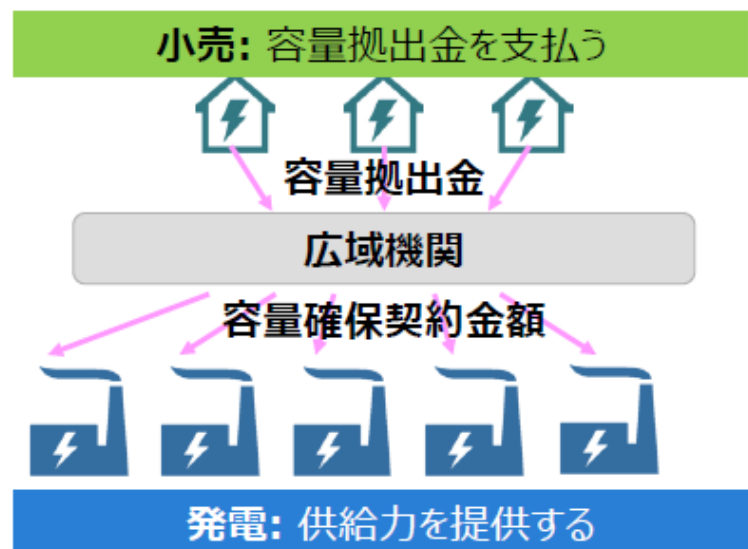 小売: 容量拠出金を支払う
容量拠出金
広域機関
容量確保契約金額
発電: 供給力を提供する